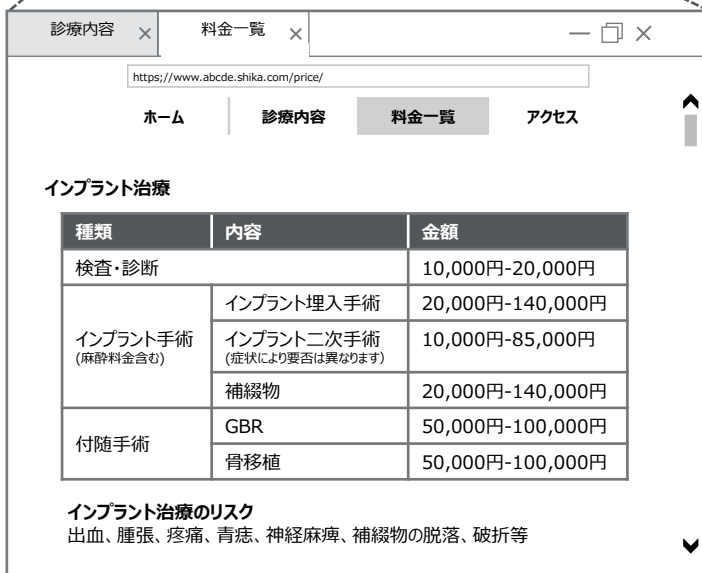 診療内容 ×
料金一覧 ×
https;//www.abcde.shika.com/price/
ホーム 診療内容 料金一覧 アクセス
インプラント治療
種類 内容 金額
検査・診断 10,000円-20,000円
インプラント手術
(麻酔料金含む)
インプラント埋入手術 20,000円-140,000円
インプラント二次手術 10,000円-85,000円
(症状により要否は異なります)
補綴物 20,000円-140,000円
付随手術
GBR 50,000円-100,000円
骨移植 50,000円-100,000円
インプラント治療のリスク
出血、腫張、疼痛、青痣、神経麻痺、補綴物の脱落、破折等